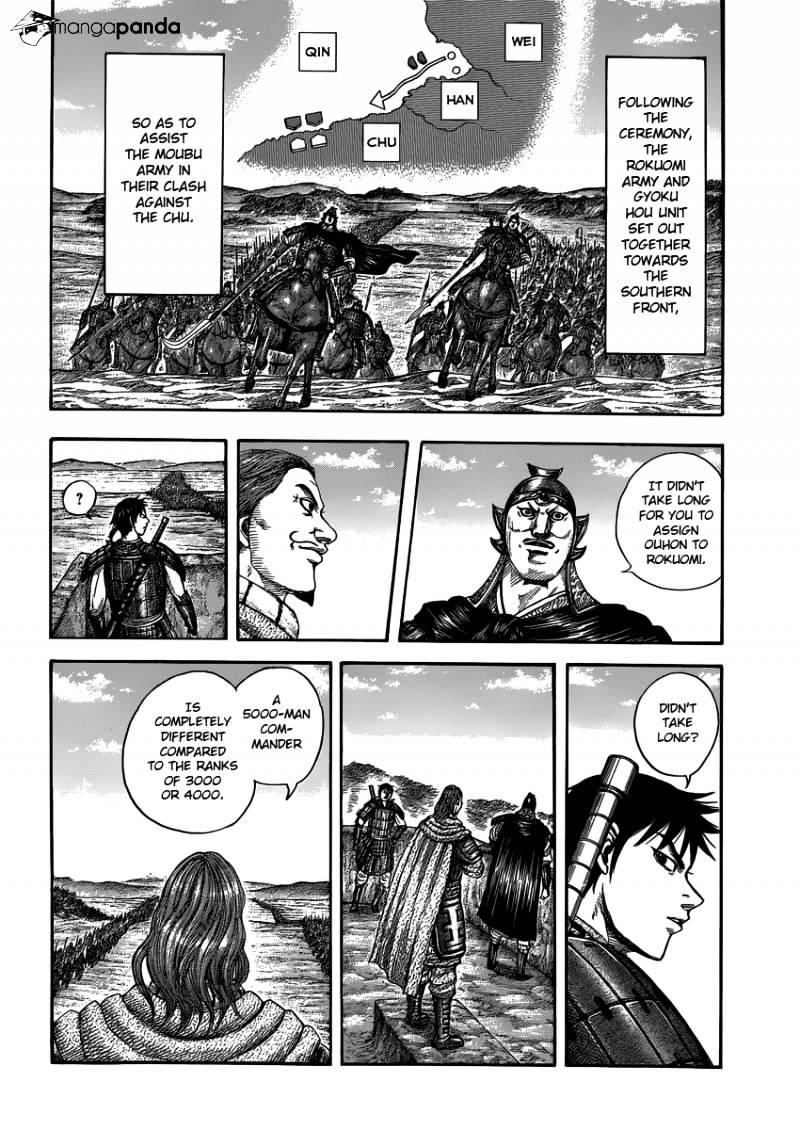 mangapanda
FOLLOWING
THE
CEREMONY,
THE
ROKUOMI
ARMY AND
GYOKU
HOU UNIT
SET OUT
TOGETHER
TOWARDS
THE
SOUTHERN
FRONT,
QIN
WEI
HAN
CHU
SO AS TO
ASSIST
THE MOUBU
ARMY IN
THEIR CLASH
AGAINST
THE CHU.
IT DIDN'T
TAKE LONG
FOR YOU TO
ASSIGN
OUHON TO
ROKUOMI.
?
DIDN'T
TAKE
LONG?
A
5000-MAN
COM-
MANDER
IS
COMPLETELY
DIFFERENT
COMPARED
TO THE RANKS
OF 3000
OR 4000.